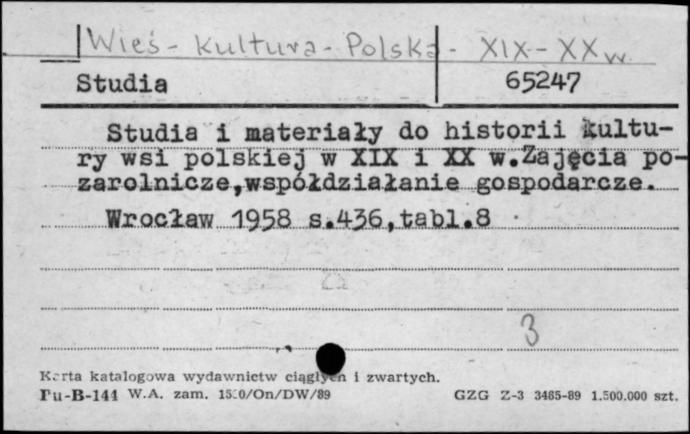 Wieś - kultura - Polska - XIX - XX w.
Studia 65247
Studia i materiały do historii kultu-
ry wsi polskiej w XIX i XX w.Zajęcia po-
zarolnicze,współdziałanie gospodarcze.
Wrocław 1958 s.436,tabl.8
3
Karta katalogowa wydawnictw ciągłych i zwartych.
Pu-B-144 W.A. zam. /On/DW/89 GZG Z-3 3465-89 1.500.000 szt.